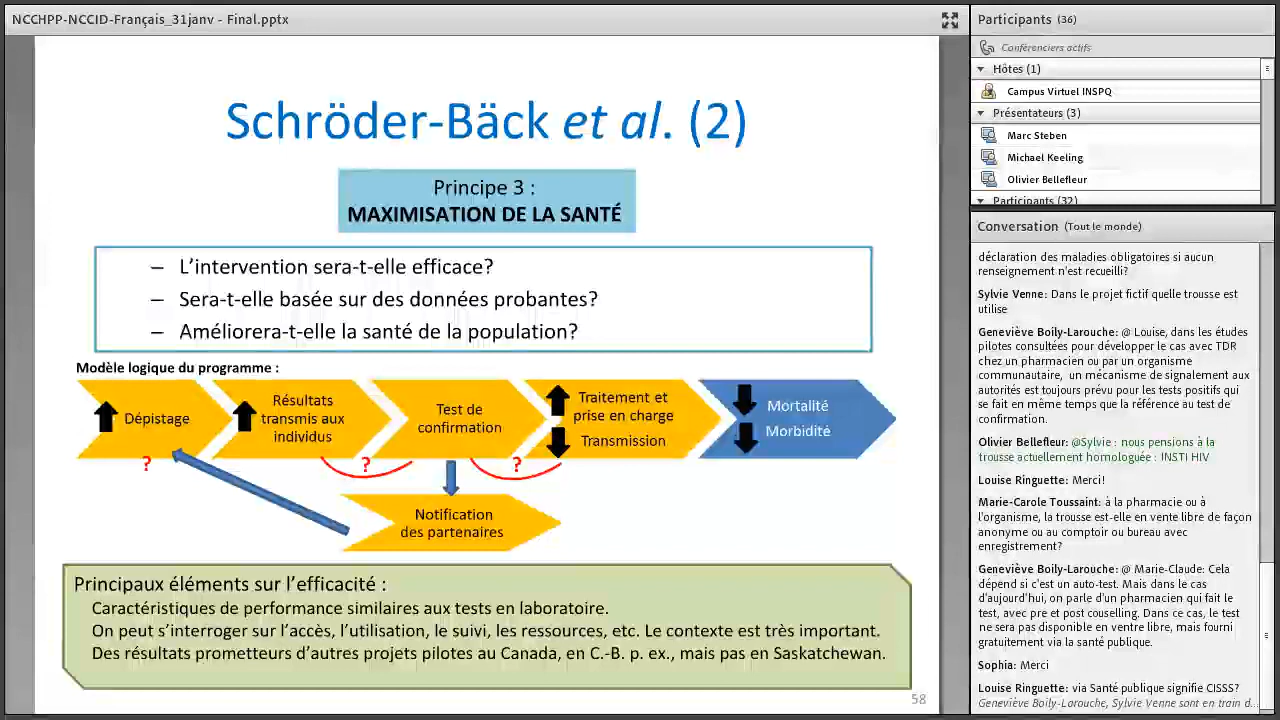 NCCHPP-NCCID-Français_31janv - Final.pptx
Schröder-Bäck et al. (2)
Principe 3 :
MAXIMISATION DE LA SANTÉ
– L'intervention sera-t-elle efficace?
– Sera-t-elle basée sur des données probantes?
– Améliorera-t-elle la santé de la population?
Modèle logique du programme :
Dépistage
?
Résultats
transmis aux
individus
?
Test de
confirmation
?
Traitement et
prise en charge
Transmission
Mortalité
Morbidité
Notification
des partenaires
Principaux éléments sur l'efficacité :
Caractéristiques de performance similaires aux tests en laboratoire.
On peut s'interroger sur l'accès, l'utilisation, le suivi, les ressources, etc. Le contexte est très important.
Des résultats prometteurs d'autres projets pilotes au Canada, en C.-B. p. ex., mais pas en Saskatchewan.
58
Participants (36)
Conférenciers actifs
Hôtes (1)
Campus Virtuel INSPQ
Présentateurs (3)
Marc Steben
Michael Keeling
Olivier Bellefleur
Participants (32)
Conversation (Tout le monde)
déclaration des maladies obligatoires si aucun
renseignement n'est recueilli?
Sylvie Venne: Dans le projet fictif quelle trousse est
utilise
Geneviève Boily-Larouche: @ Louise, dans les études
pilotes consultées pour développer le cas avec TDR
chez un pharmacien ou par un organisme
communautaire, un mécanisme de signalement aux
autorités est toujours prévu pour les tests positifs qui
se fait en même temps que la référence au test de
confirmation.
Olivier Bellefleur: @Sylvie : nous pensions à la
trousse actuellement homologuée : INSTI HIV
Louise Ringuette: Merci!
Marie-Carole Toussaint: à la pharmacie ou à
l'organisme, la trousse est-elle en vente libre de façon
anonyme ou au comptoir ou bureau avec
enregistrement?
Geneviève Boily-Larouche: @ Marie-Claude: Cela
dépend si c'est un auto-test. Mais dans le cas
d'aujourd'hui, on parle d'un pharmacien qui fait le
test, avec pre et post couselling. Dans ce cas, le test
ne sera pas disponible en ventre libre, mais fourni
gratuitement via la santé publique.
Sophia: Merci
Louise Ringuette: via Santé publique signifie CISSS?
Geneviève Boily-Larouche, Sylvie Venne sont en train d...